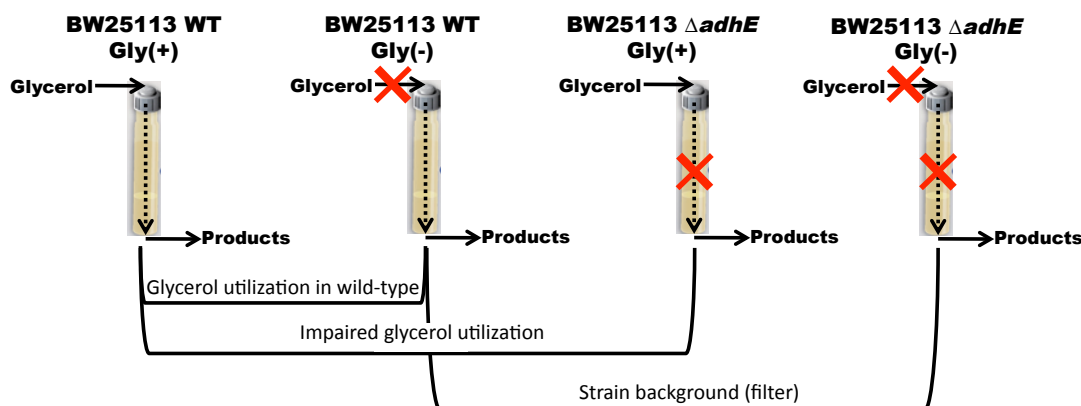 BW25113 WT
Gly(+)
BW25113 WT
Gly(-)
BW25113 ΔadhE
Gly(+)
BW25113 ΔadhE
Gly(-)
Glycerol
Glycerol
Glycerol
Glycerol
Products
Products
Products
Products
Glycerol utilization in wild-type
Impaired glycerol utilization
Strain background (filter)